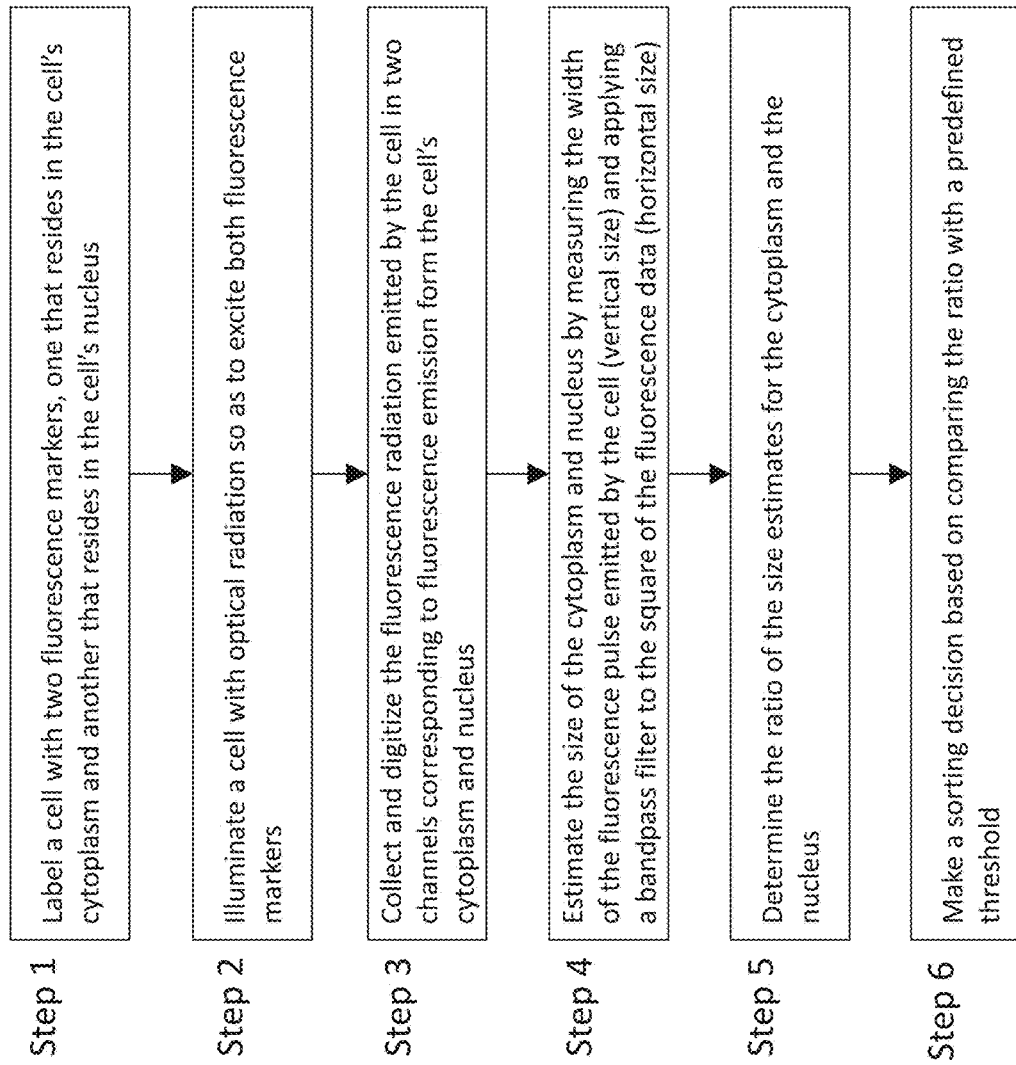 Step 1
Label a cell with two fluorescence markers, one that resides in the cell's
cytoplasm and another that resides in the cell's nucleus
Step 2
Illuminate a cell with optical radiation so as to excite both fluorescence
markers
Step 3
Collect and digitize the fluorescence radiation emitted by the cell in two
channels corresponding to fluorescence emission form the cell's
cytoplasm and nucleus
Step 4
Estimate the size of the cytoplasm and nucleus by measuring the width
of the fluorescence pulse emitted by the cell (vertical size) and applying
a bandpass filter to the square of the fluorescence data (horizontal size)
Step 5
Determine the ratio of the size estimates for the cytoplasm and the
nucleus
Step 6
Make a sorting decision based on comparing the ratio with a predefined
threshold